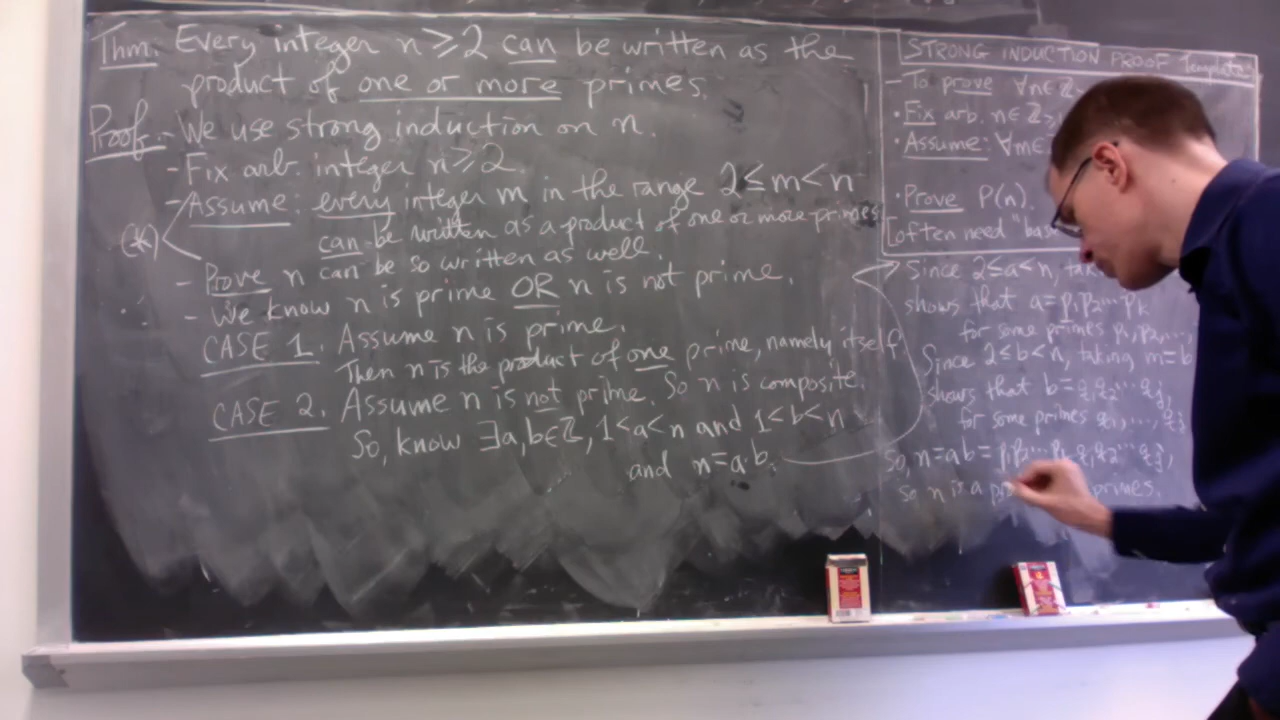 Thm. Every integer n ≥ 2 can be written as the
product of one or more primes.
Proof. - We use strong induction on n.
- Fix arb. integer n ≥ 2
- Assume: every integer m in the range 2 ≤ m < n
can be written as a product of one or more primes
(*)
- Prove n can be so written as well.
- We know n is prime OR n is not prime.
CASE 1. Assume n is prime.
Then n is the product of one prime, namely itself.
CASE 2. Assume n is not prime. So n is composite.
So, know ∃a,b∈ℤ, 1<a<n and 1<b<n
and n=a·b.
STRONG INDUCTION PROOF Template
- To prove ∀n∈ℤ
• Fix arb. n∈ℤ
• Assume: ∀m∈
• Prove P(n).
[often need "bas
Since 2≤a<n,
shows that a=p₁p₂⋯pₖ
for some primes p₁,p₂,⋯,
Since 2≤b<n, taking m=b
shows that b=q₁q₂⋯qⱼ,
for some primes q₁,⋯,qⱼ
So, n=ab=p₁p₂⋯pₖq₁q₂⋯qⱼ,
so n is a primes.